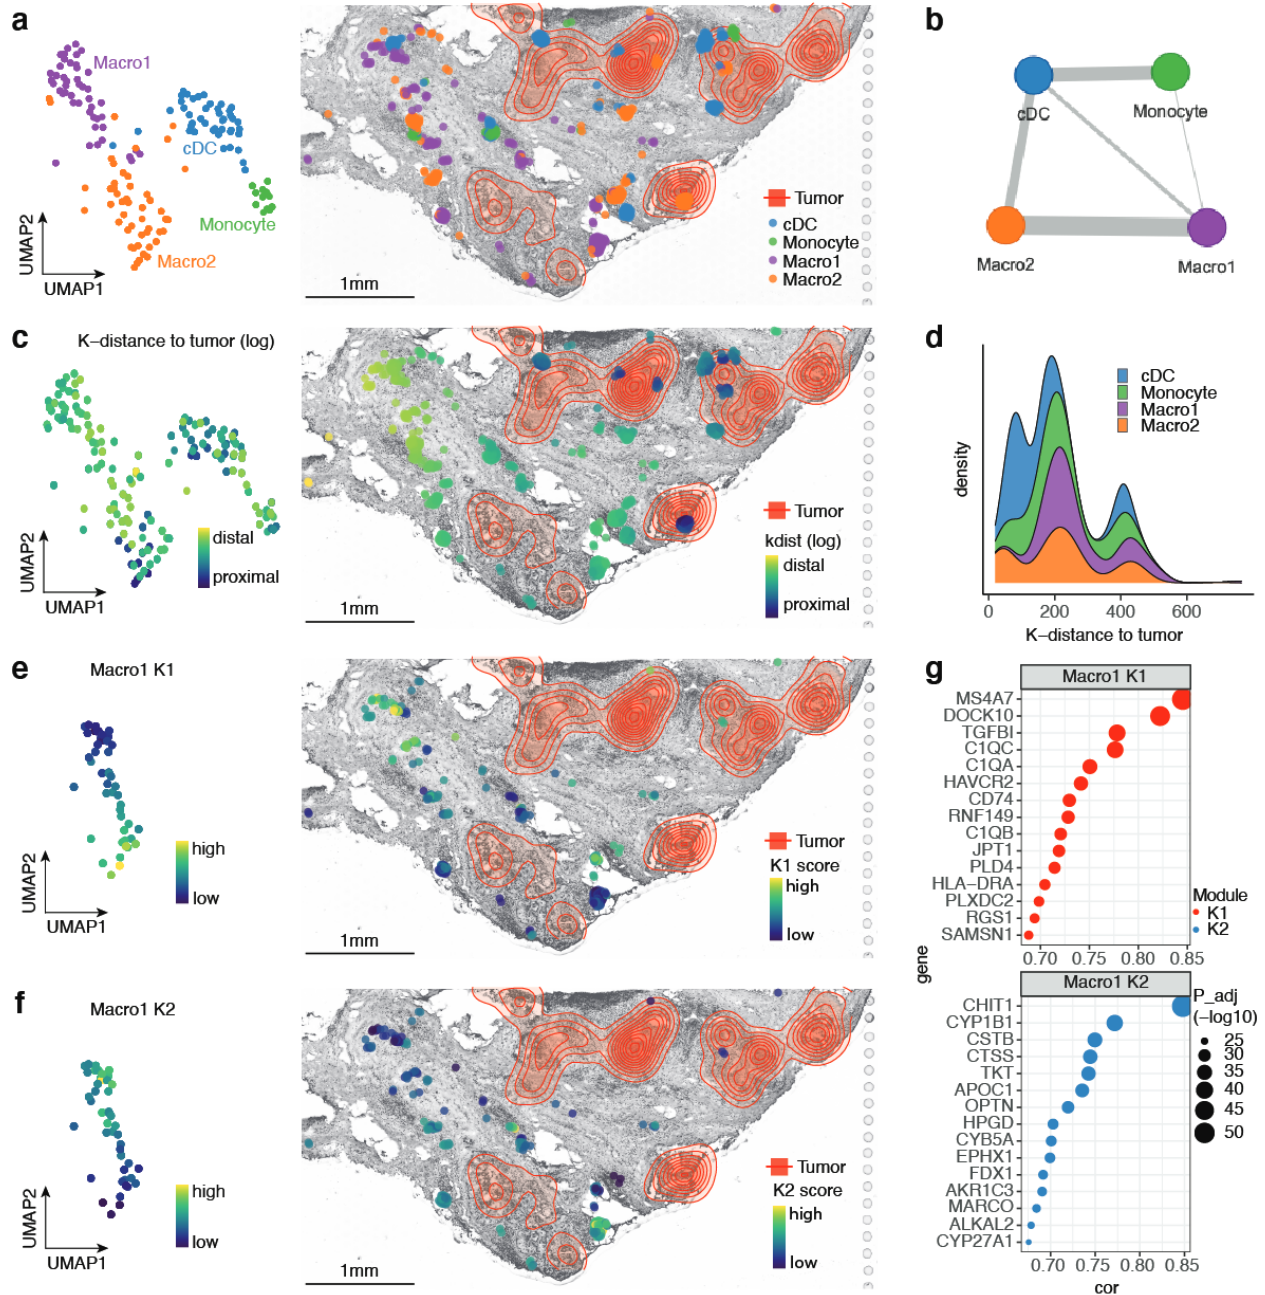 a
Macro1
cDC
Monocyte
Macro2
UMAP2
UMAP1
Tumor
cDC
Monocyte
Macro1
Macro2
1mm
b
cDC
Monocyte
Macro2
Macro1
c
K-distance to tumor (log)
distal
proximal
UMAP2
UMAP1
Tumor
kdist (log)
distal
proximal
1mm
d
cDC
Monocyte
Macro1
Macro2
density
0
200
400
600
K-distance to tumor
e
Macro1 K1
high
low
UMAP2
UMAP1
Tumor
K1 score
high
low
1mm
f
Macro1 K2
high
low
UMAP2
UMAP1
Tumor
K2 score
high
low
1mm
g
Macro1 K1
MS4A7
DOCK10
TGFBI
C1QC
C1QA
HAVCR2
CD74
RNF149
C1QB
JPT1
PLD4
HLA-DRA
PLXDC2
RGS1
SAMSN1
0.70 0.75 0.80 0.85
Module
K1
K2
gene
Macro1 K2
CHIT1
CYP1B1
CSTB
CTSS
TKT
APOC1
OPTN
HPGD
CYB5A
EPHX1
FDX1
AKR1C3
MARCO
ALKAL2
CYP27A1
0.70 0.75 0.80 0.85
cor
P_adj
(-log10)
25
30
35
40
45
50